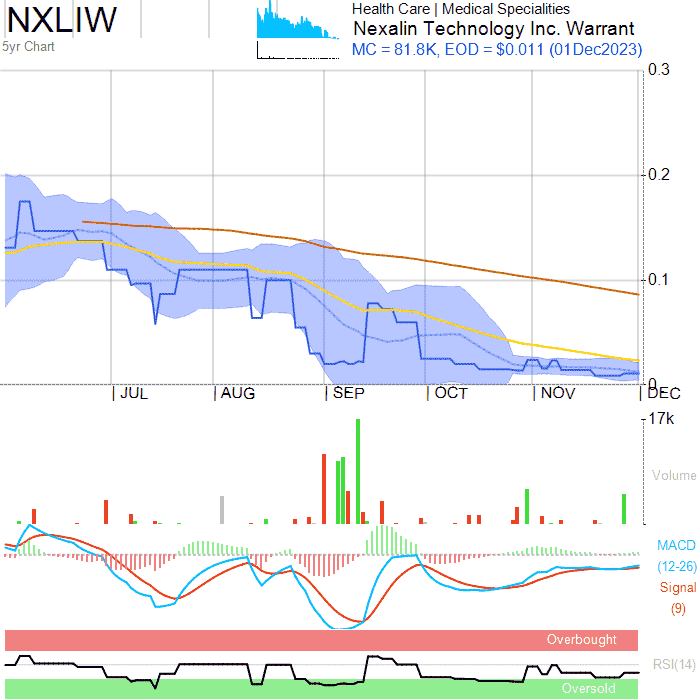 NXLIW
Health Care | Medical Specialities
Nexalin Technology Inc. Warrant
5yr Chart
MC = 81.8K, EOD = $0.011 (01Dec2023)
0.3
0.2
0.1
0
JUL AUG SEP OCT NOV DEC
17k
Volume
MACD
(12-26)
Signal
(9)
Overbought
RSI(14)
Oversold